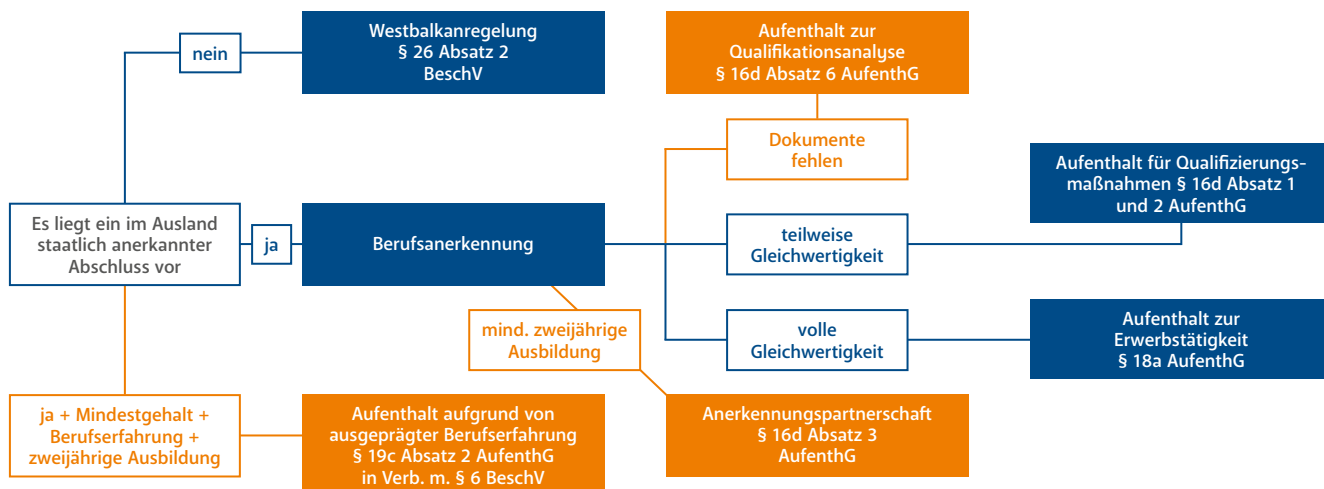 nein
Westbalkanregelung
§ 26 Absatz 2
BeschV
Aufenthalt zur
Qualifikationsanalyse
§ 16d Absatz 6 AufenthG
Dokumente
fehlen
Aufenthalt für Qualifizierungs-
maßnahmen § 16d Absatz 1
und 2 AufenthG
Es liegt ein im Ausland
staatlich anerkannter
Abschluss vor
ja
Berufsanerkennung
teilweise
Gleichwertigkeit
mind. zweijährige
Ausbildung
volle
Gleichwertigkeit
Aufenthalt zur
Erwerbstätigkeit
§ 18a AufenthG
ja + Mindestgehalt +
Berufserfahrung +
zweijährige Ausbildung
Aufenthalt aufgrund von
ausgeprägter Berufserfahrung
§ 19c Absatz 2 AufenthG
in Verb. m. § 6 BeschV
Anerkennungspartnerschaft
§ 16d Absatz 3
AufenthG